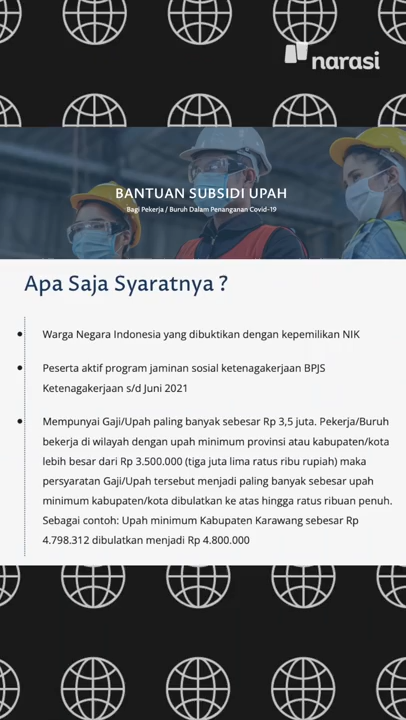 narasi
BANTUAN SUBSIDI UPAH
Bagi Pekerja / Buruh Dalam Penanganan Covid-19
Apa Saja Syaratnya ?
Warga Negara Indonesia yang dibuktikan dengan kepemilikan NIK
Peserta aktif program jaminan sosial ketenagakerjaan BPJS
Ketenagakerjaan s/d Juni 2021
Mempunyai Gaji/Upah paling banyak sebesar Rp 3,5 juta. Pekerja/Buruh
bekerja di wilayah dengan upah minimum provinsi atau kabupaten/kota
lebih besar dari Rp 3.500.000 (tiga juta lima ratus ribu rupiah) maka
persyaratan Gaji/Upah tersebut menjadi paling banyak sebesar upah
minimum kabupaten/kota dibulatkan ke atas hingga ratus ribuan penuh.
Sebagai contoh: Upah minimum Kabupaten Karawang sebesar Rp
4.798.312 dibulatkan menjadi Rp 4.800.000